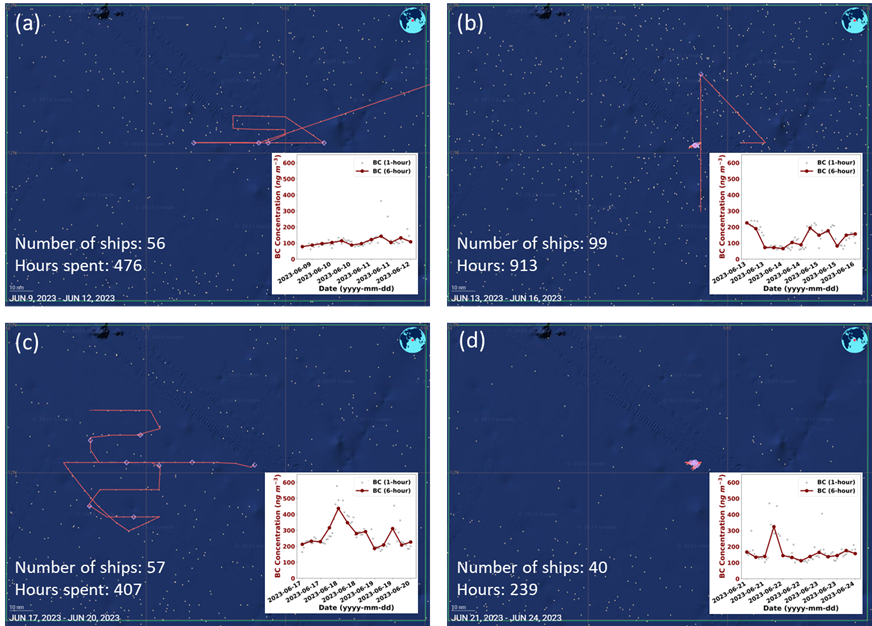 (a)
600
500
400
300
200
100
0
BC Concentration (ng m⁻³)
BC (1-hour)
BC (6-hour)
2023-06-09
2023-06-10
2023-06-10
2023-06-11
2023-06-11
2023-06-12
Date (yyyy-mm-dd)
Number of ships: 56
Hours spent: 476
10 nm
JUN 9, 2023 - JUN 12, 2023
(b)
600
500
400
300
200
100
0
BC Concentration (ng m⁻³)
BC (1-hour)
BC (6-hour)
2023-06-13
2023-06-13
2023-06-14
2023-06-15
2023-06-15
2023-06-16
Date (yyyy-mm-dd)
Number of ships: 99
Hours: 913
10 nm
JUN 13, 2023 - JUN 16, 2023
(c)
600
500
400
300
200
100
0
BC Concentration (ng m⁻³)
BC (1-hour)
BC (6-hour)
2023-06-17
2023-06-17
2023-06-18
2023-06-18
2023-06-19
2023-06-19
2023-06-20
Date (yyyy-mm-dd)
Number of ships: 57
Hours spent: 407
10 nm
JUN 17, 2023 - JUN 20, 2023
(d)
600
500
400
300
200
100
0
BC Concentration (ng m⁻³)
BC (1-hour)
BC (6-hour)
2023-06-21
2023-06-21
2023-06-22
2023-06-22
2023-06-23
2023-06-23
2023-06-24
Date (yyyy-mm-dd)
Number of ships: 40
Hours: 239
10 nm
JUN 21, 2023 - JUN 24, 2023